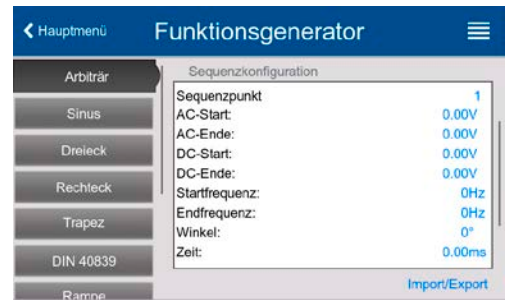 Hauptmenü
Funktionsgenerator
Arbiträr
Sinus
Dreieck
Rechteck
Trapez
DIN 40839
Rampe
Sequenzkonfiguration
Sequenzpunkt 1
AC-Start: 0.00V
AC-Ende: 0.00V
DC-Start: 0.00V
DC-Ende: 0.00V
Startfrequenz: 0Hz
Endfrequenz: 0Hz
Winkel: 0°
Zeit: 0.00ms
Import/Export